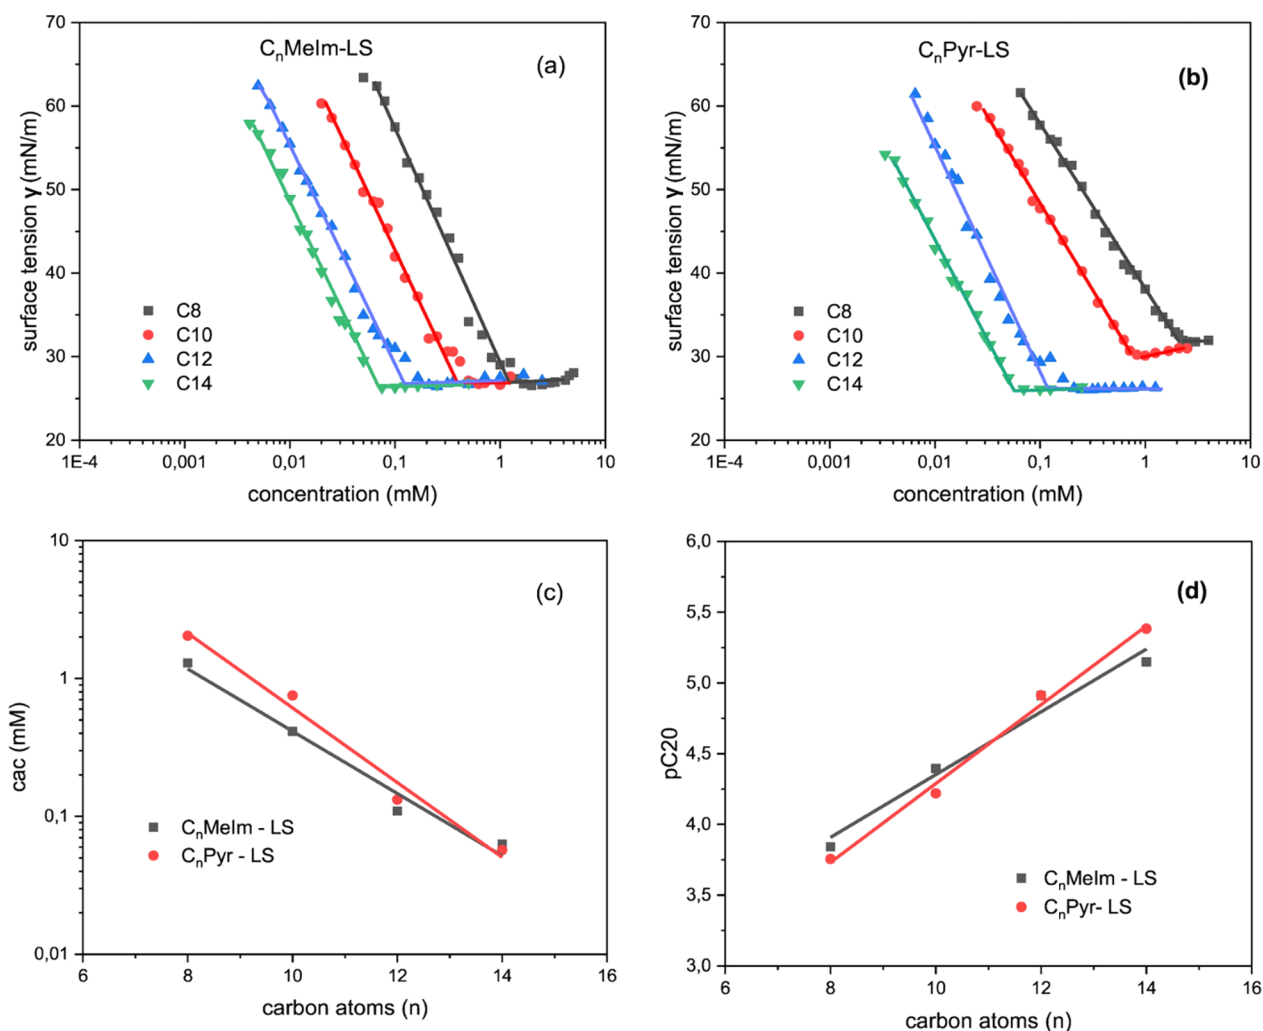 CₙMeIm-LS
(a)
surface tension γ (mN/m)
70
60
50
40
30
20
C8
C10
C12
C14
1E-4
0,001
0,01
0,1
1
10
concentration (mM)
CₙPyr-LS
(b)
surface tension γ (mN/m)
70
60
50
40
30
20
C8
C10
C12
C14
1E-4
0,001
0,01
0,1
1
10
concentration (mM)
(c)
cac (mM)
10
1
0,1
0,01
CₙMeIm - LS
CₙPyr - LS
6
8
10
12
14
16
carbon atoms (n)
(d)
pC20
6,0
5,5
5,0
4,5
4,0
3,5
3,0
CₙMeIm - LS
CₙPyr- LS
6
8
10
12
14
16
carbon atoms (n)